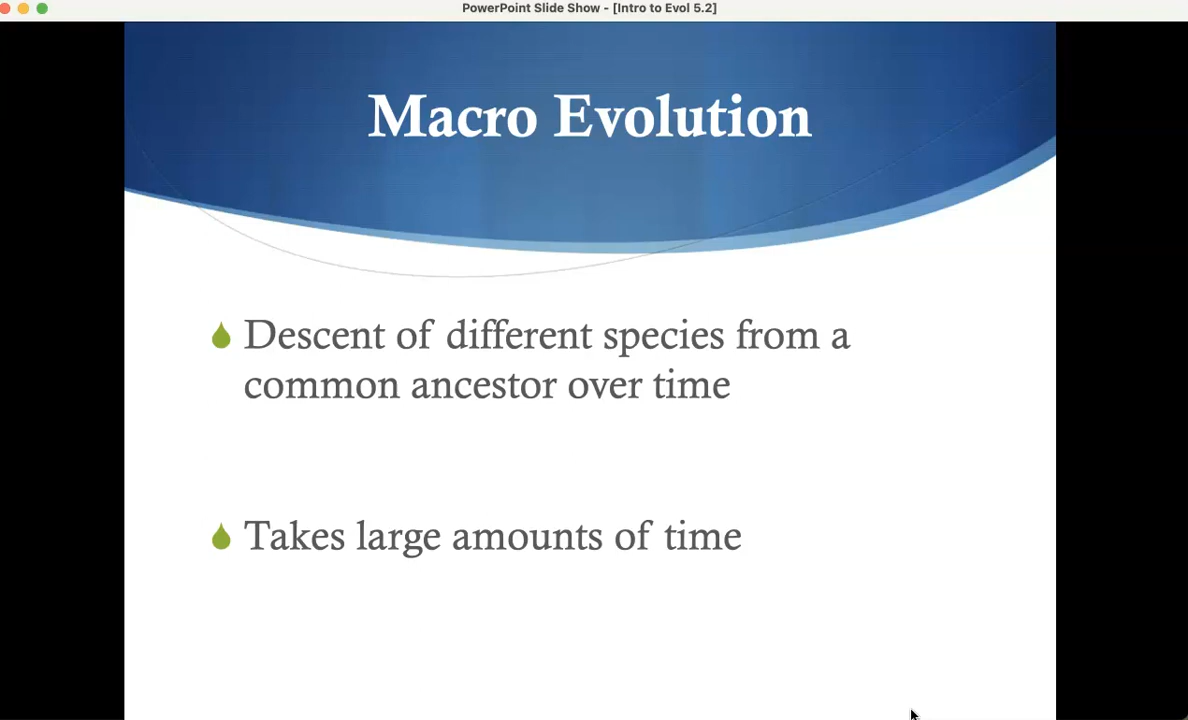 PowerPoint Slide Show - [Intro to Evol 5.2]
Macro Evolution
Descent of different species from a
common ancestor over time
Takes large amounts of time